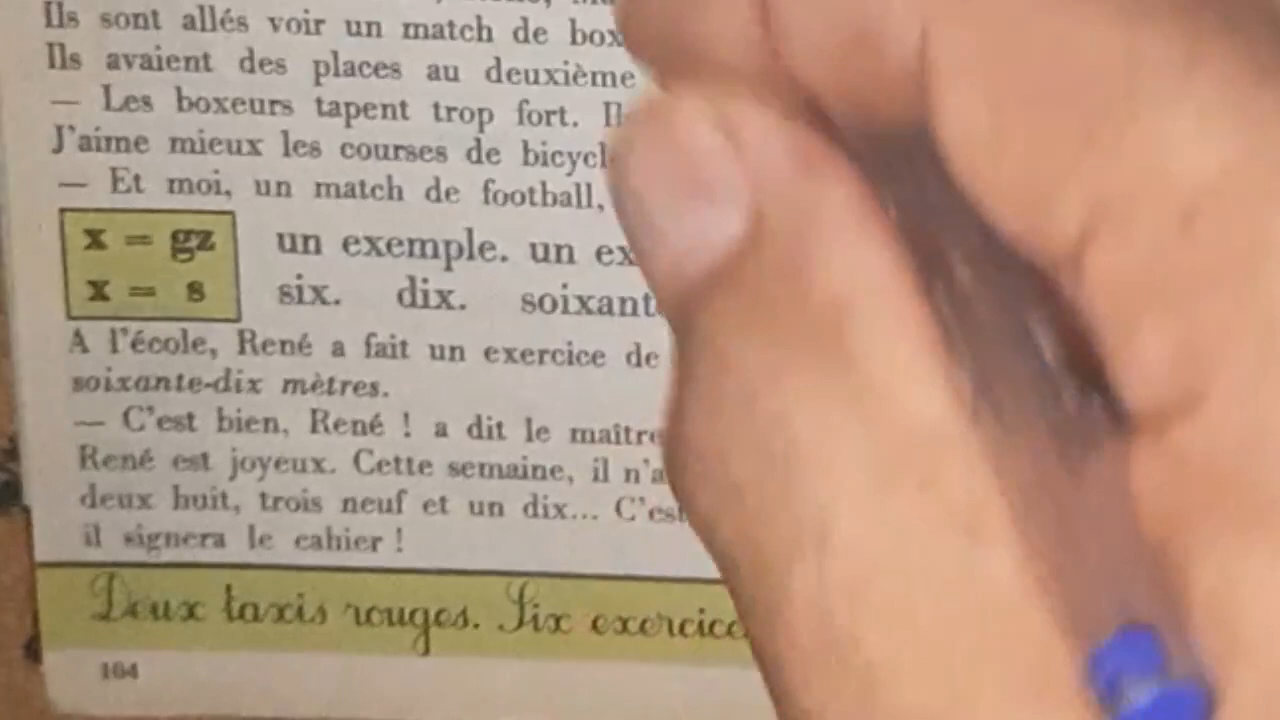 Ils sont allés voir un match de box
Ils avaient des places au deuxième
— Les boxeurs tapent trop fort. Il
J'aime mieux les courses de bicycl
— Et moi, un match de football,
x = gz
x = s
un exemple. un ex
six. dix. soixant
A l'école, René a fait un exercice de
soixante-dix mètres.
— C'est bien, René ! a dit le maître
René est joyeux. Cette semaine, il n'a
deux huit, trois neuf et un dix... C'est
il signera le cahier !
Deux taxis rouges. Six exercice
104